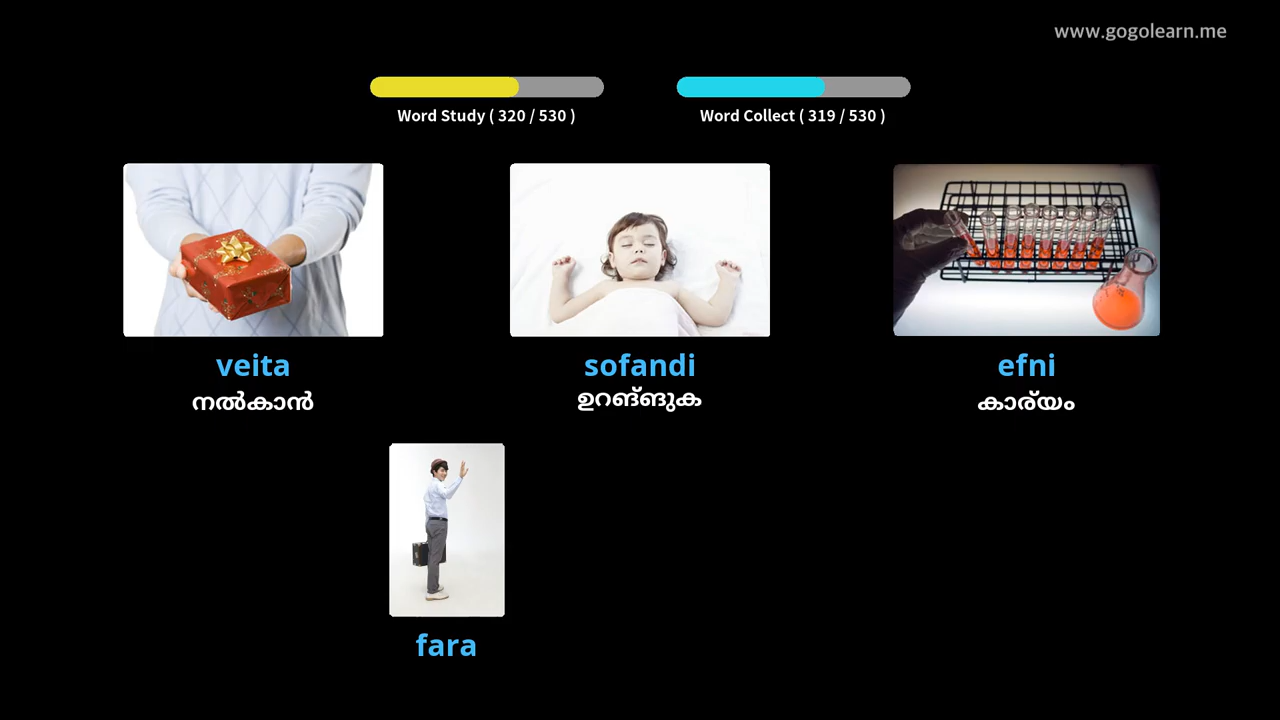 www.gogolearn.me
Word Study ( 320 / 530 )
Word Collect ( 319 / 530 )
veita
sofandi
efni
നൽകാൻ
ഉറങ്ങുക
കാര്യം
fara